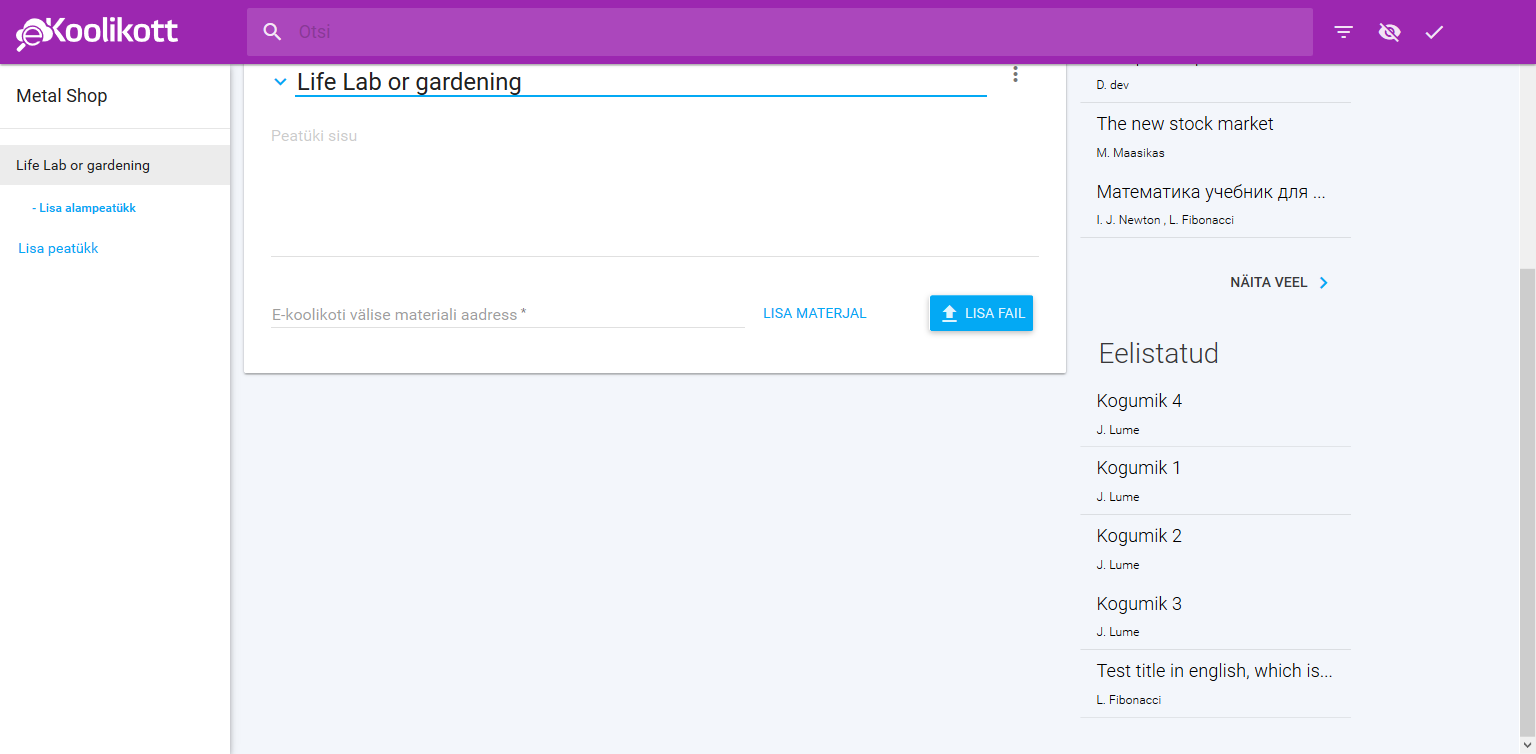 eKoolikott
Otsi
Metal Shop
Life Lab or gardening
- Lisa alampeatükk
Lisa peatükk
Life Lab or gardening
Peatüki sisu
E-koolikoti välise materiali aadress *
LISA MATERJAL
LISA FAIL
D. dev
The new stock market
M. Maasikas
Математика учебник для ...
I. J. Newton , L. Fibonacci
NÄITA VEEL
Eelistatud
Kogumik 4
J. Lume
Kogumik 1
J. Lume
Kogumik 2
J. Lume
Kogumik 3
J. Lume
Test title in english, which is...
L. Fibonacci